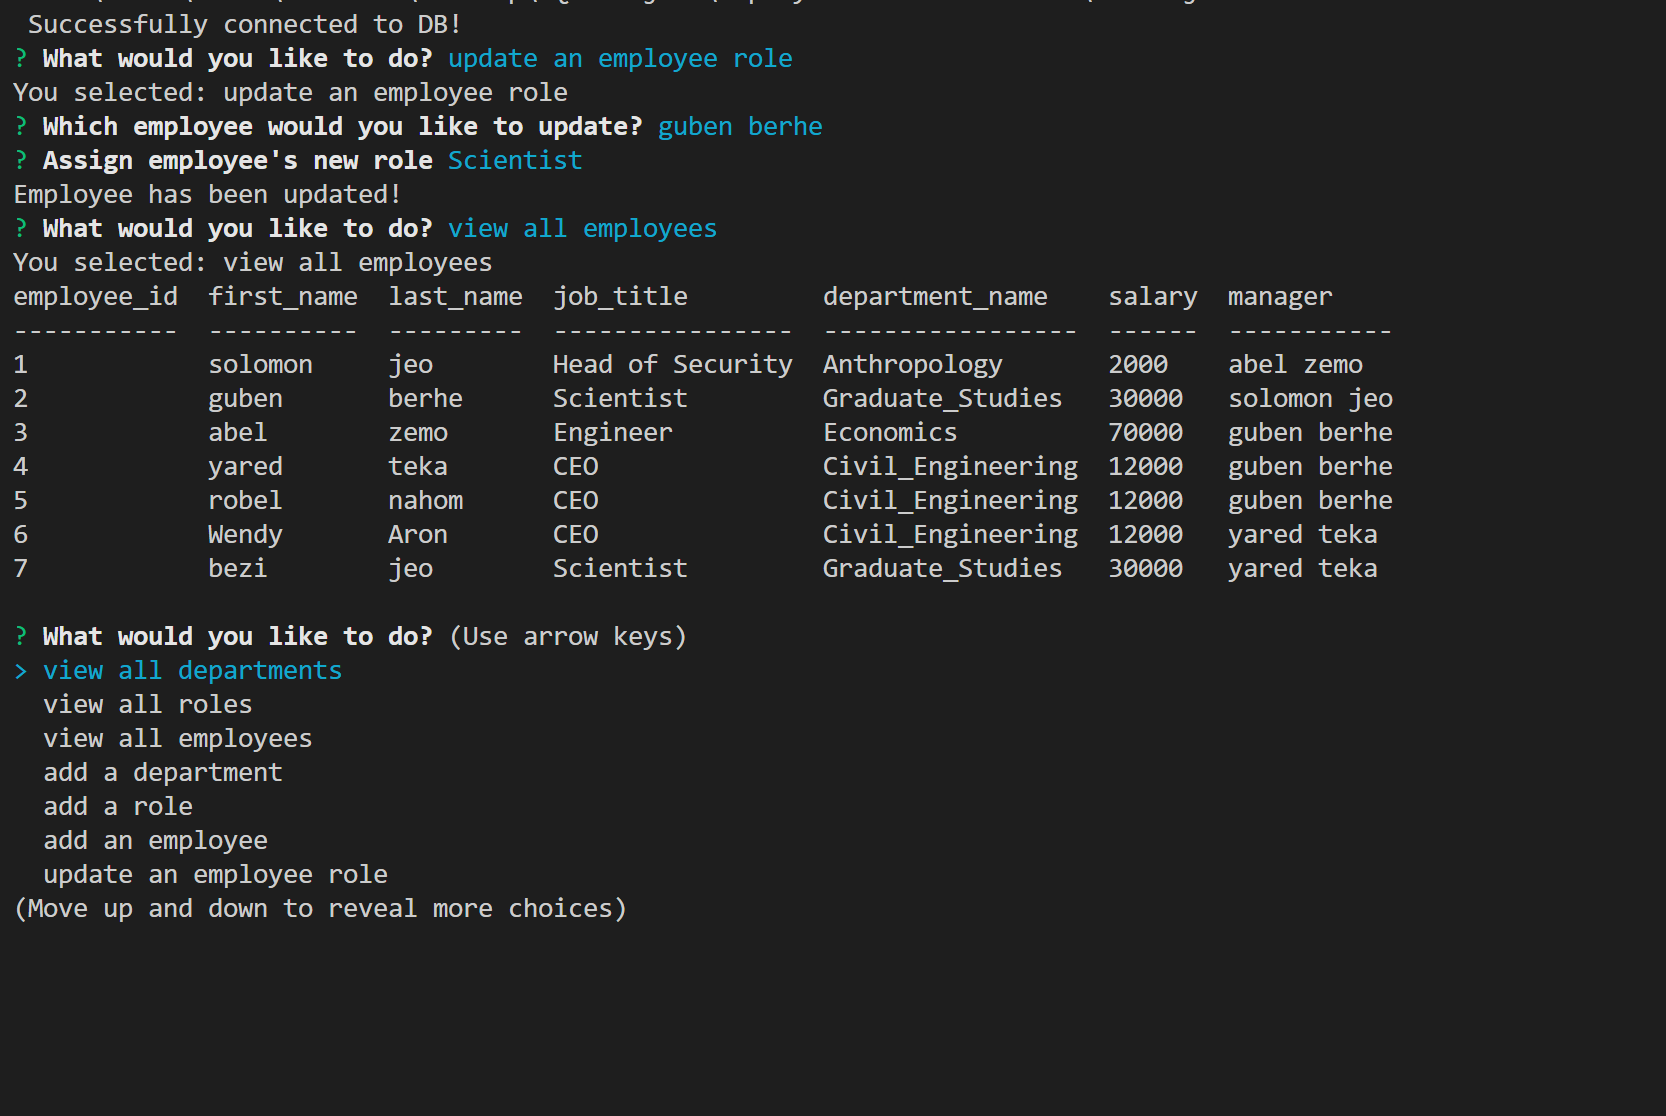 Successfully connected to DB!
? What would you like to do? update an employee role
You selected: update an employee role
? Which employee would you like to update? guben berhe
? Assign employee's new role Scientist
Employee has been updated!
? What would you like to do? view all employees
You selected: view all employees
employee_id  first_name  last_name  job_title         department_name    salary  manager
-----------  ----------  ---------  ----------------  -----------------  ------  -----------
1            solomon     jeo        Head of Security  Anthropology       2000    abel zemo
2            guben       berhe      Scientist         Graduate_Studies   30000   solomon jeo
3            abel        zemo       Engineer          Economics          70000   guben berhe
4            yared       teka       CEO               Civil_Engineering  12000   guben berhe
5            robel       nahom      CEO               Civil_Engineering  12000   guben berhe
6            Wendy       Aron       CEO               Civil_Engineering  12000   yared teka
7            bezi        jeo        Scientist         Graduate_Studies   30000   yared teka
? What would you like to do? (Use arrow keys)
> view all departments
  view all roles
  view all employees
  add a department
  add a role
  add an employee
  update an employee role
(Move up and down to reveal more choices)